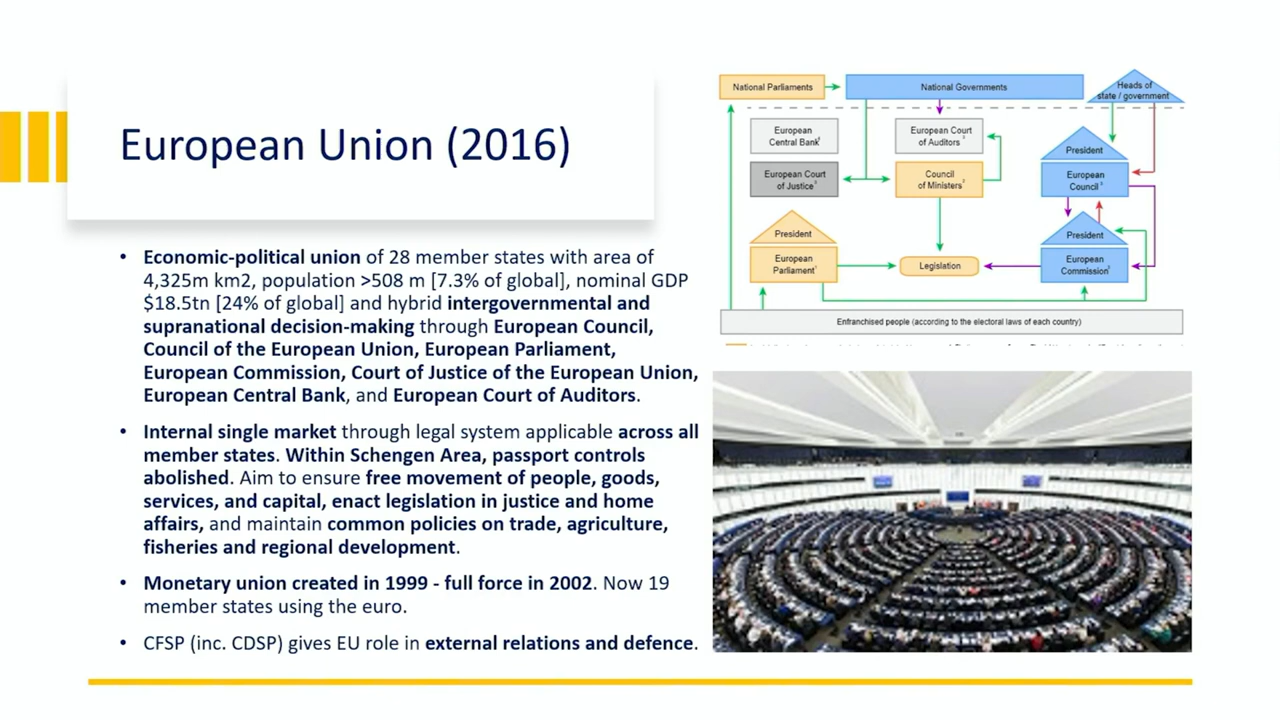 European Union (2016)
• Economic-political union of 28 member states with area of
4,325m km2, population >508 m [7.3% of global], nominal GDP
$18.5tn [24% of global] and hybrid intergovernmental and
supranational decision-making through European Council,
Council of the European Union, European Parliament,
European Commission, Court of Justice of the European Union,
European Central Bank, and European Court of Auditors.
• Internal single market through legal system applicable across all
member states. Within Schengen Area, passport controls
abolished. Aim to ensure free movement of people, goods,
services, and capital, enact legislation in justice and home
affairs, and maintain common policies on trade, agriculture,
fisheries and regional development.
• Monetary union created in 1999 - full force in 2002. Now 19
member states using the euro.
• CFSP (inc. CDSP) gives EU role in external relations and defence.
National Parliaments
National Governments
Heads of
state / government
European
Central Bank
European Court
of Auditors
President
European Court
of Justice
Council
of Ministers
European
Council
President
President
European
Parliament
Legislation
European
Commission
Enfranchised people (according to the electoral laws of each country)